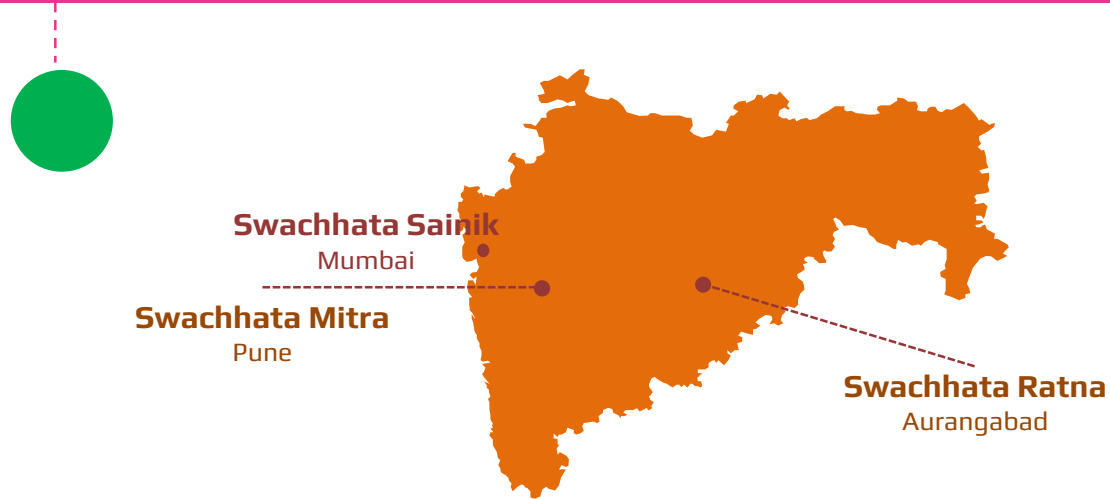 Swachhata Sainik
Mumbai
Swachhata Mitra
Pune
Swachhata Ratna
Aurangabad